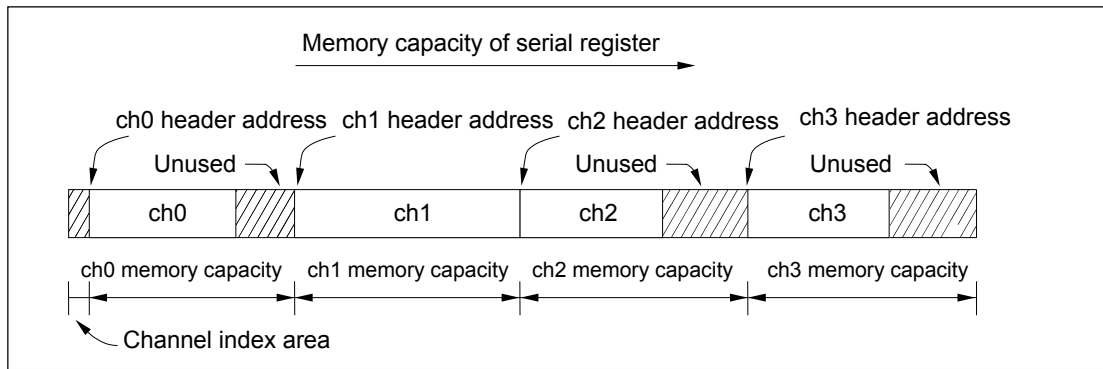 Memory capacity of serial register
ch0 header address
ch1 header address
ch2 header address
ch3 header address
Unused
Unused
Unused
ch0
ch1
ch2
ch3
ch0 memory capacity
ch1 memory capacity
ch2 memory capacity
ch3 memory capacity
Channel index area